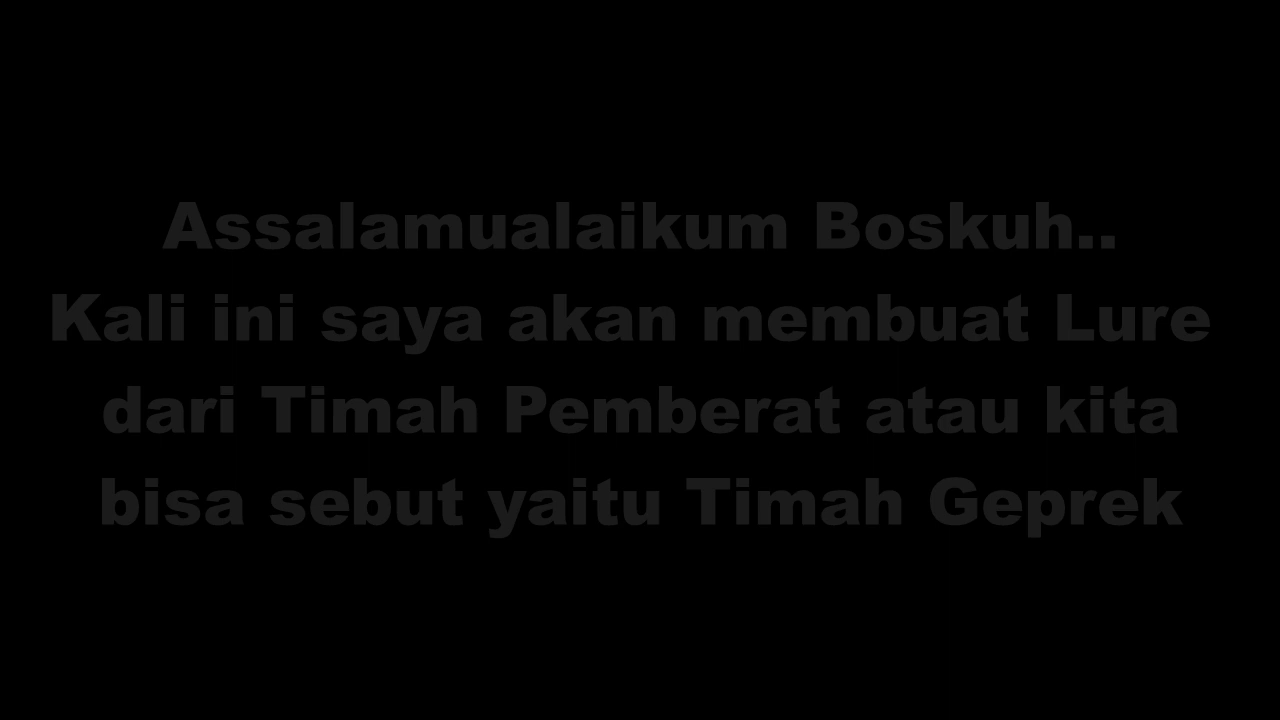 Assalamualaikum Boskuh..
Kali ini saya akan membuat Lure
dari Timah Pemberat atau kita
bisa sebut yaitu Timah Geprek